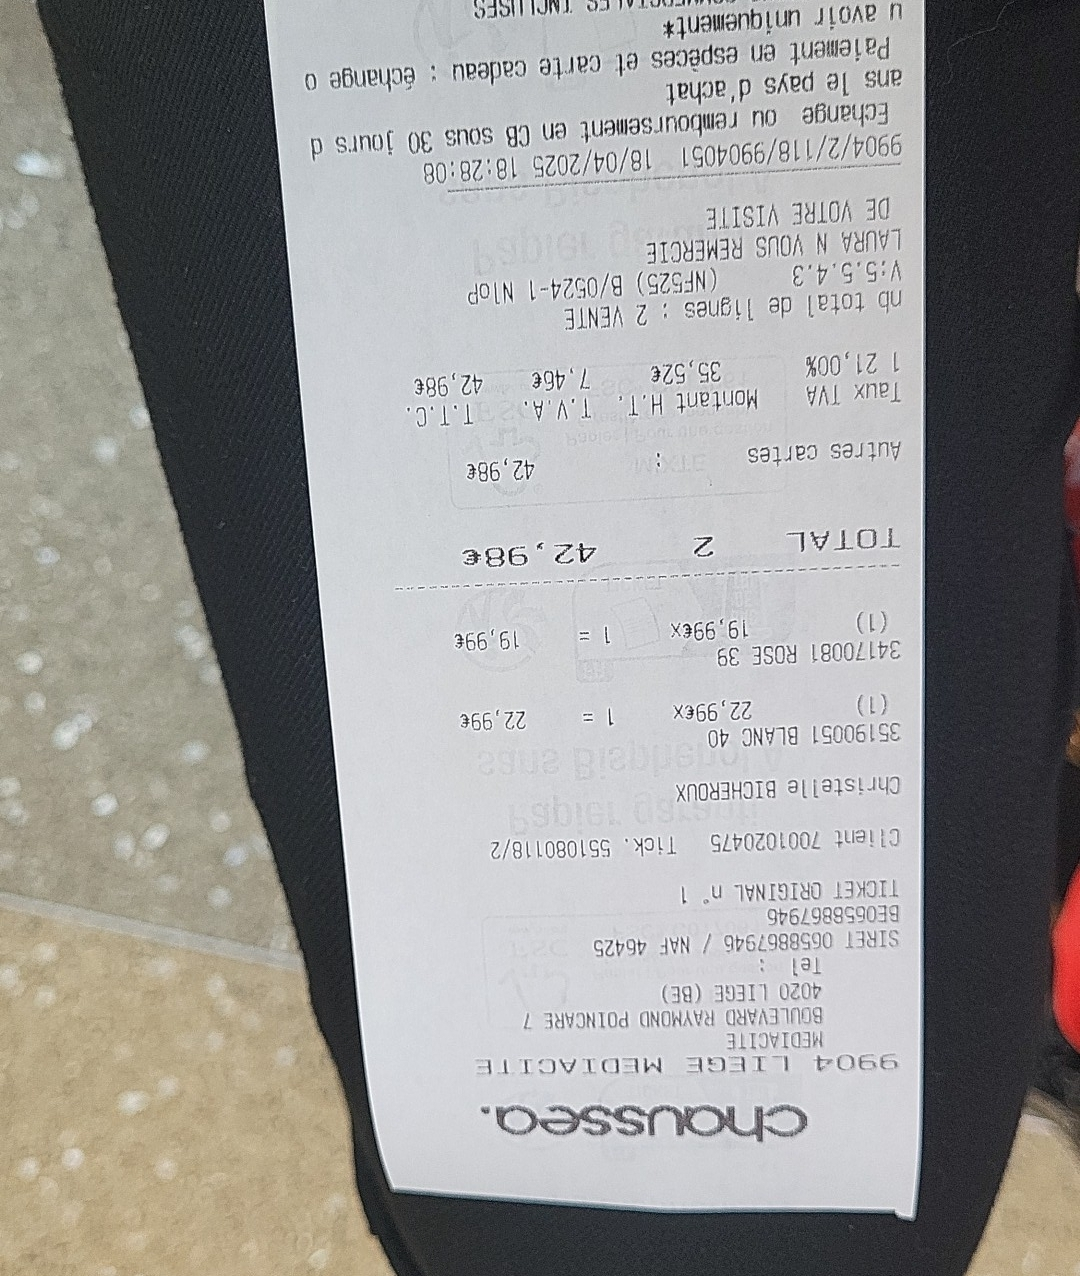 chaussea.
9904 LIEGE MEDIACITE
MEDIACITE
BOULEVARD RAYMOND POINCARE 7
4020 LIEGE (BE)
Tel :
SIRET 0658867946 / NAF 46425
BE0658867946
TICKET ORIGINAL n° 1
Client 7001020475 Tick. 551080118/2
Christelle BICHEROUX
35190051 BLANC 40
(1) 22,99€x 1 = 22,99€
34170081 ROSE 39
(1) 19,99€x 1 = 19,99€
TOTAL 2 42,98€
Autres cartes : 42,98€
Taux TVA Montant H.T. T.V.A. T.T.C.
1 21,00% 35,52€ 7,46€ 42,98€
nb total de lignes : 2 VENTE
V:5.5.4.3 (NF525) B/0524-1 NloP
LAURA N VOUS REMERCIE
DE VOTRE VISITE
9904/2/118/9904051 18/04/2025 18:28:08
Echange ou remboursement en CB sous 30 jours d
ans le pays d'achat
Paiement en espèces et carte cadeau : échange o
u avoir uniquement*
INCLUSES